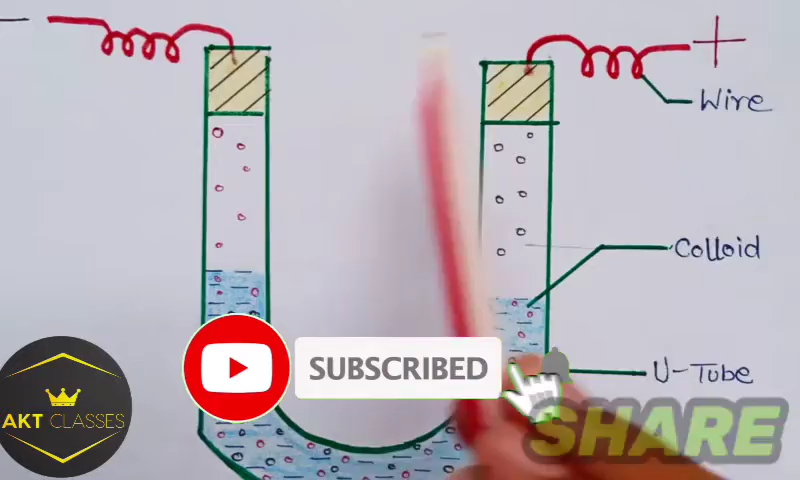 Wire
Colloid
U-Tube
AKT CLASSES
SUBSCRIBED
SHARE